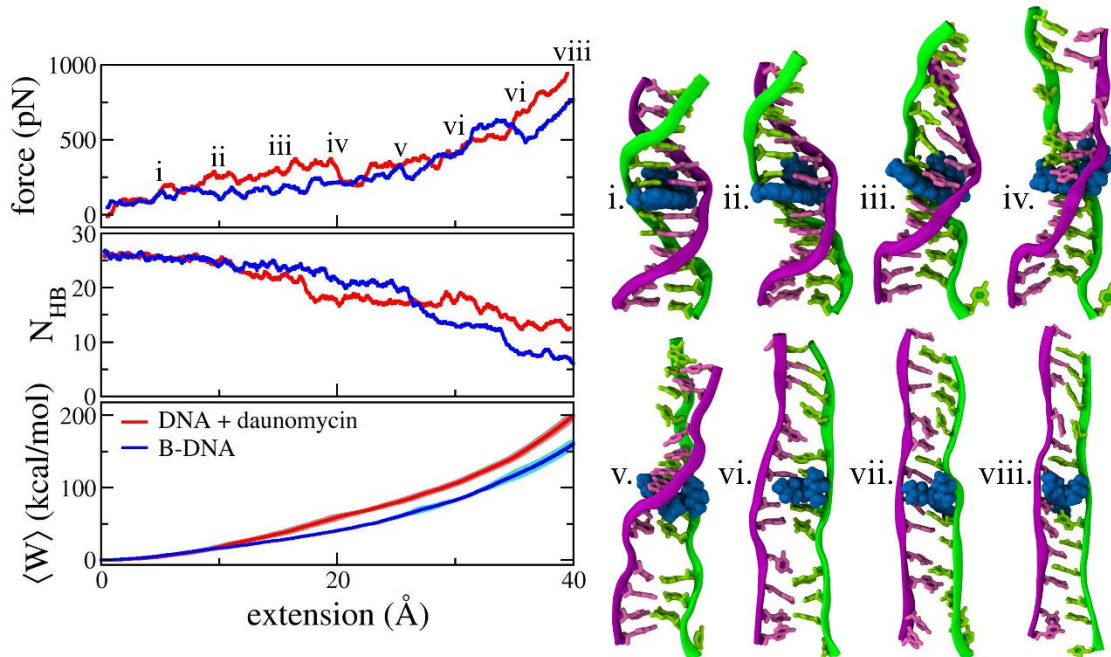 force (pN)
1000
500
0
i
ii
iii
iv
v
vi
vi
viii
N_HB
30
20
10
0
⟨W⟩ (kcal/mol)
200
100
0
DNA + daunomycin
B-DNA
0
20
40
extension (Å)
i.
ii.
iii.
iv.
v.
vi.
vii.
viii.